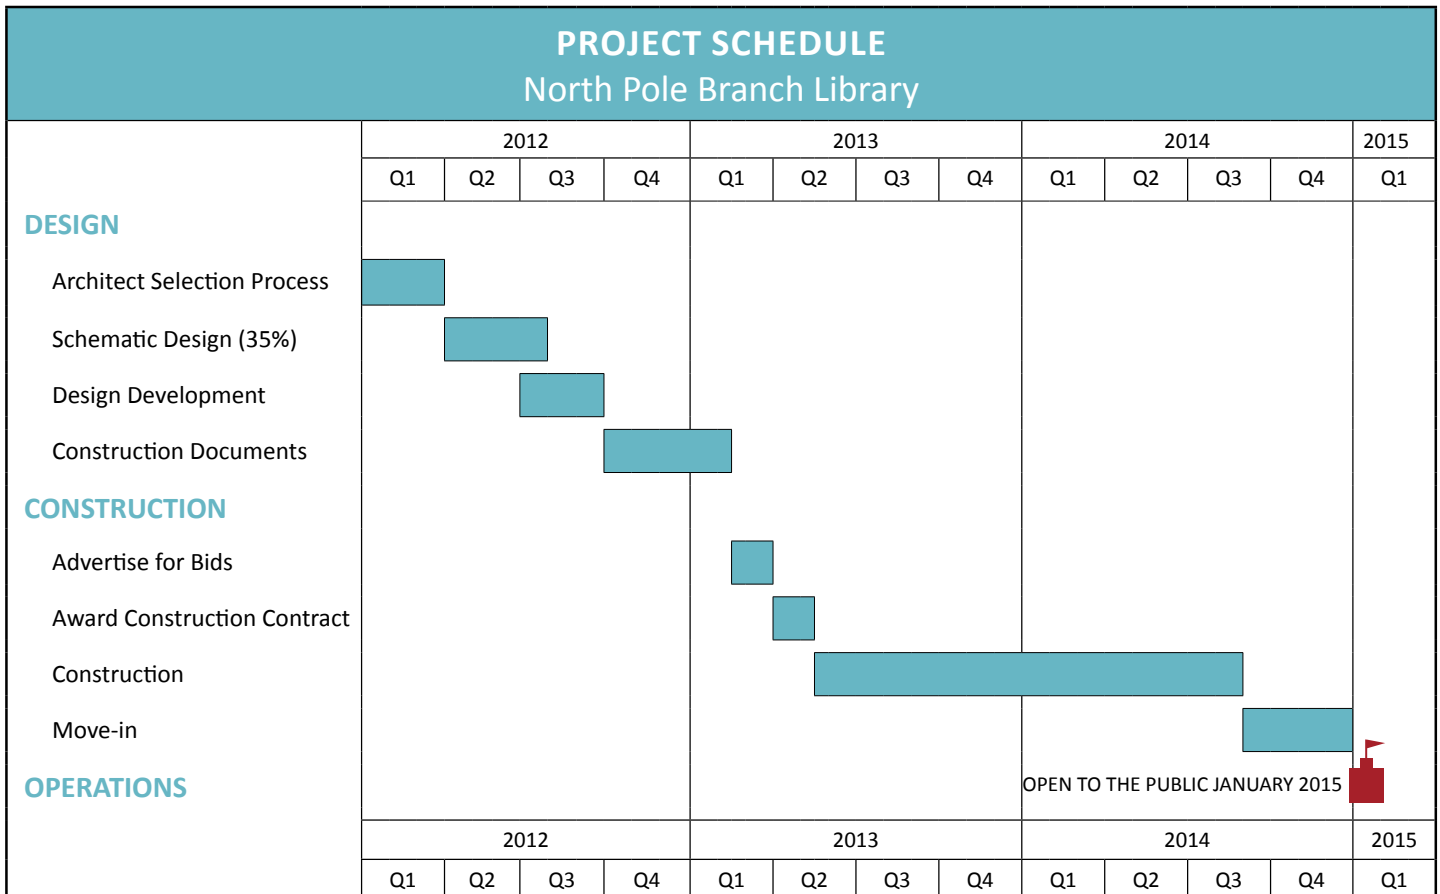 PROJECT SCHEDULE
North Pole Branch Library
2012 2013 2014 2015
Q1 Q2 Q3 Q4 Q1 Q2 Q3 Q4 Q1 Q2 Q3 Q4 Q1
DESIGN
Architect Selection Process
Schematic Design (35%)
Design Development
Construction Documents
CONSTRUCTION
Advertise for Bids
Award Construction Contract
Construction
Move-in
OPERATIONS OPEN TO THE PUBLIC JANUARY 2015
2012 2013 2014 2015
Q1 Q2 Q3 Q4 Q1 Q2 Q3 Q4 Q1 Q2 Q3 Q4 Q1